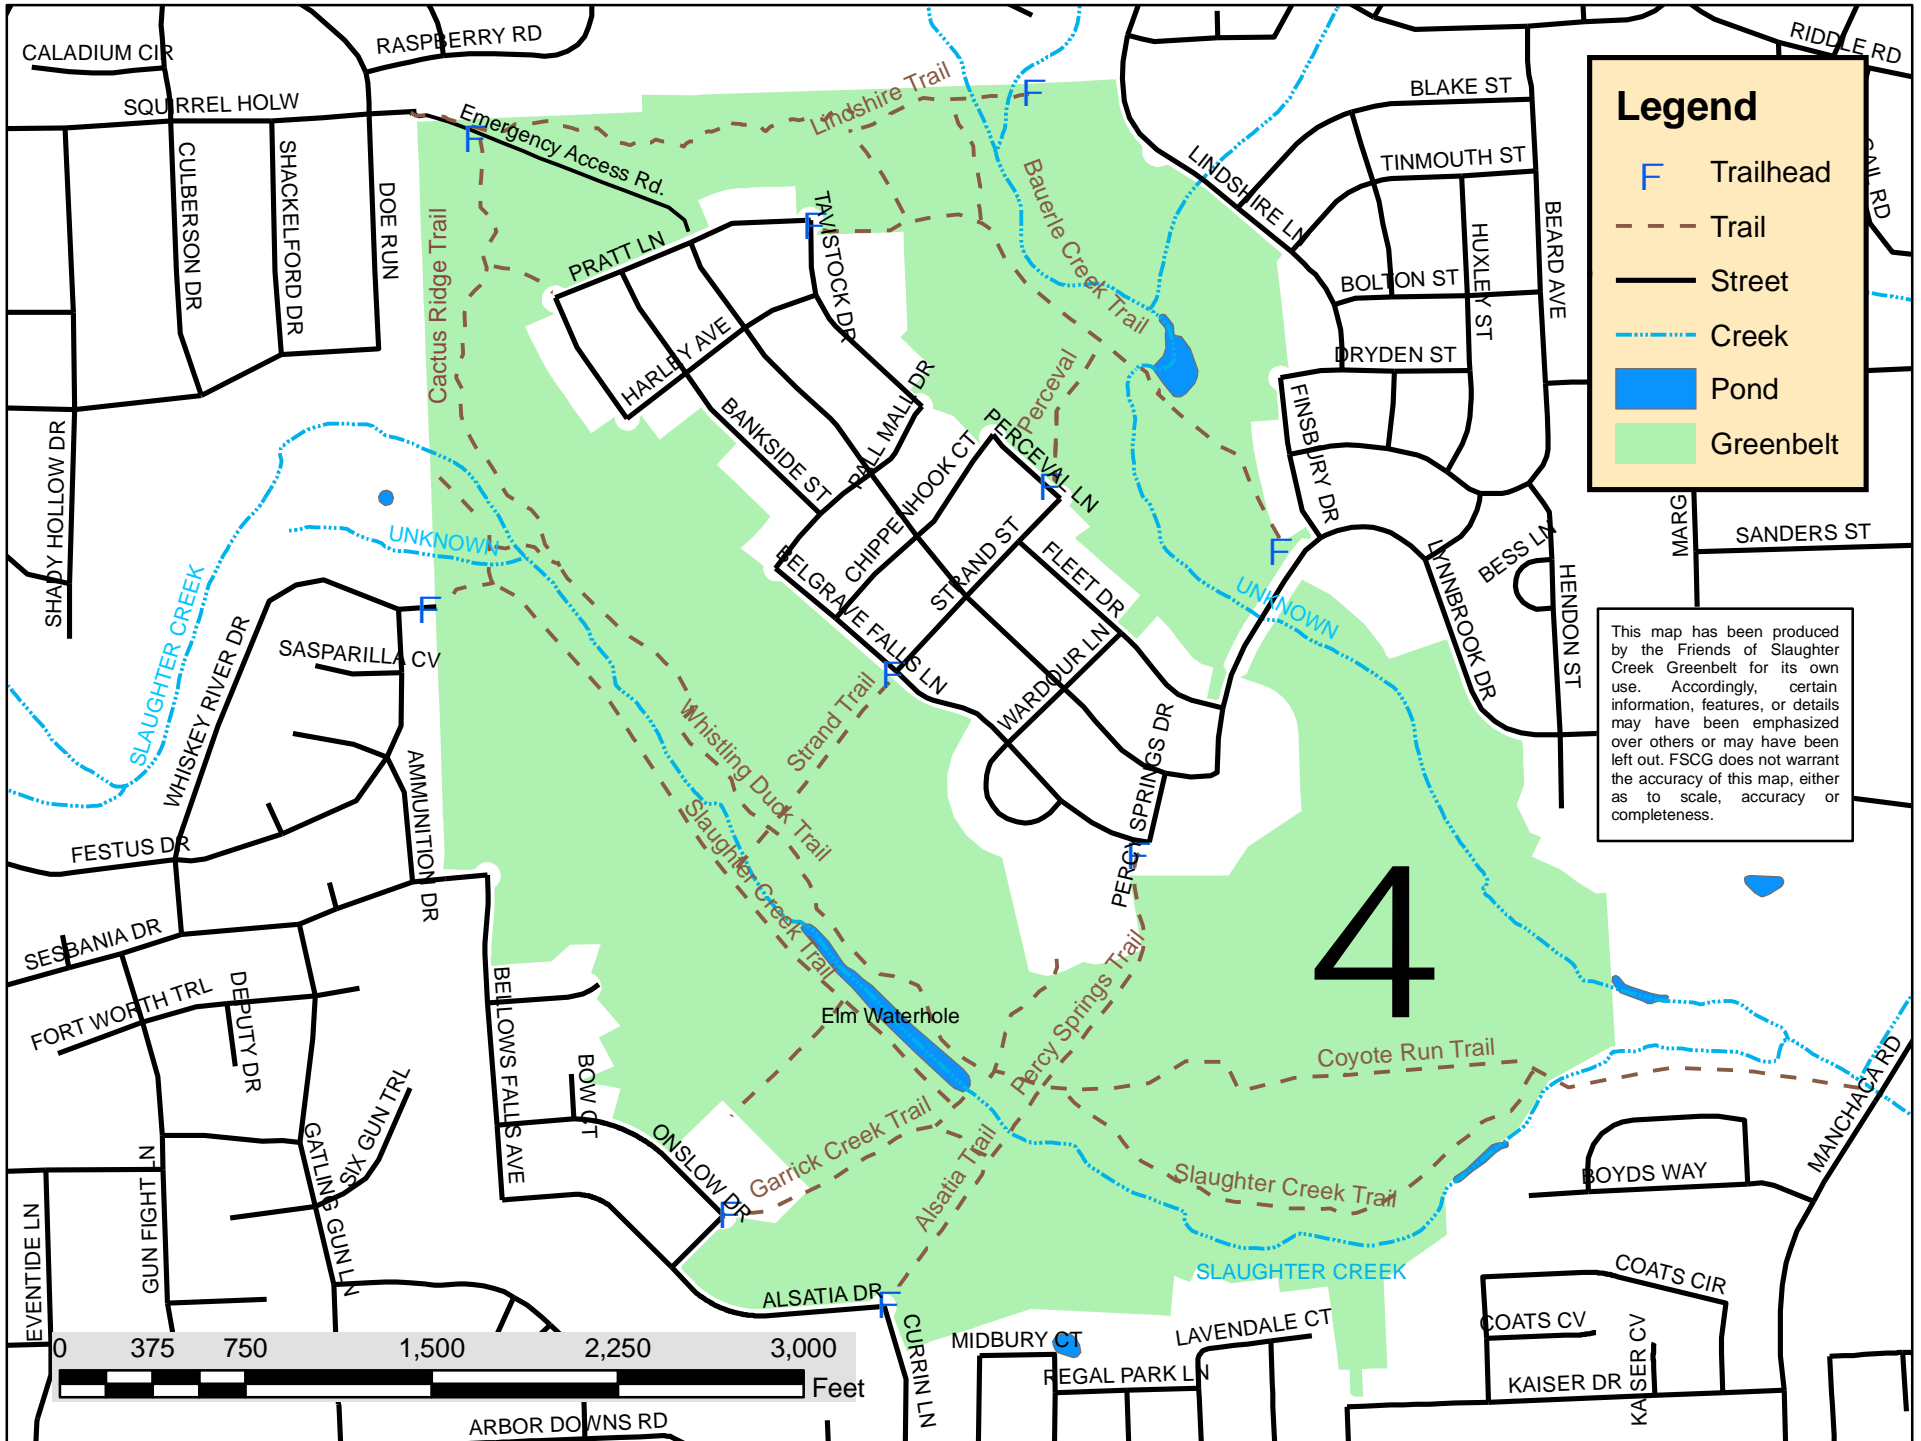 CALADIUM CIR
RASPBERRY RD
RIDDLE RD
SQUIRREL HOLW
Emergency Access Rd.
Lindshire Trail
F
F
BLAKE ST
TINMOUTH ST
LINDSHIRE LN
Legend
F Trailhead
Trail
Street
Creek
Pond
Greenbelt
CULBERSON DR
SHACKELFORD DR
DOE RUN
Cactus Ridge Trail
PRATT LN
F
TAVISTOCK DR
Bauerle Creek Trail
BOLTON ST
HUXLEY ST
BEARD AVE
DRYDEN ST
HARLEY AVE
BANKSIDE ST
PALL MALL DR
CHIPPENHOOK CT
Perceval
PERCEVAL LN
F
FINSBURY DR
SHADY HOLLOW DR
UNKNOWN
SLAUGHTER CREEK
BELGRAVE FALLS LN
STRAND ST
FLEET DR
F
UNKNOWN
LYNNBROOK DR
BESS LN
HENDON ST
MARG
SANDERS ST
F
SASPARILLA CV
WHISKEY RIVER DR
F
WARDOUR LN
Strand Trail
Whistling Duck Trail
Slaughter Creek Trail
PERCY SPRINGS DR
F
This map has been produced
by the Friends of Slaughter
Creek Greenbelt for its own
use. Accordingly, certain
information, features, or details
may have been emphasized
over others or may have been
left out. FSCG does not warrant
the accuracy of this map, either
as to scale, accuracy or
completeness.
FESTUS DR
AMMUNITION DR
SESBANIA DR
FORT WORTH TRL
DEPUTY DR
BELLOWS FALLS AVE
BOW CT
Elm Waterhole
Percy Springs Trail
4
Coyote Run Trail
MANCHACA RD
SIX GUN TRL
GATLING GUN LN
GUN FIGHT LN
EVENTIDE LN
ONSLOW DR
F
Garrick Creek Trail
Alsatia Trail
Slaughter Creek Trail
BOYDS WAY
SLAUGHTER CREEK
ALSATIA DR
F
CURRIN LN
MIDBURY CT
LAVENDALE CT
REGAL PARK LN
COATS CIR
COATS CV
KAISER CV
KAISER DR
0 375 750 1,500 2,250 3,000
Feet
ARBOR DOWNS RD